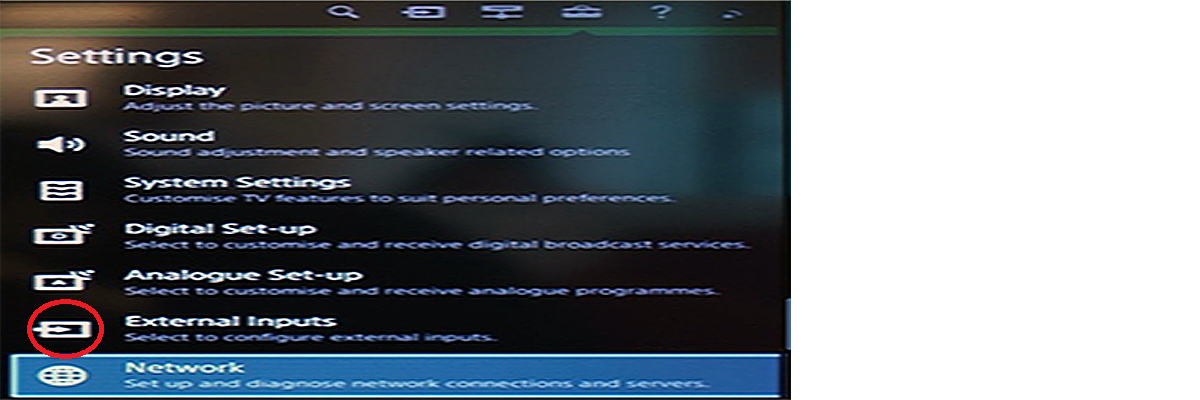 Settings
Display
Adjust the picture and screen settings.
Sound
Sound adjustment and speaker related options
System Settings
Customise TV features to suit personal preferences.
Digital Set-up
Select to customise and receive digital broadcast services.
Analogue Set-up
Select to customise and receive analogue programmes.
External Inputs
Select to configure external inputs.
Network
Set up and diagnose network connections and servers.